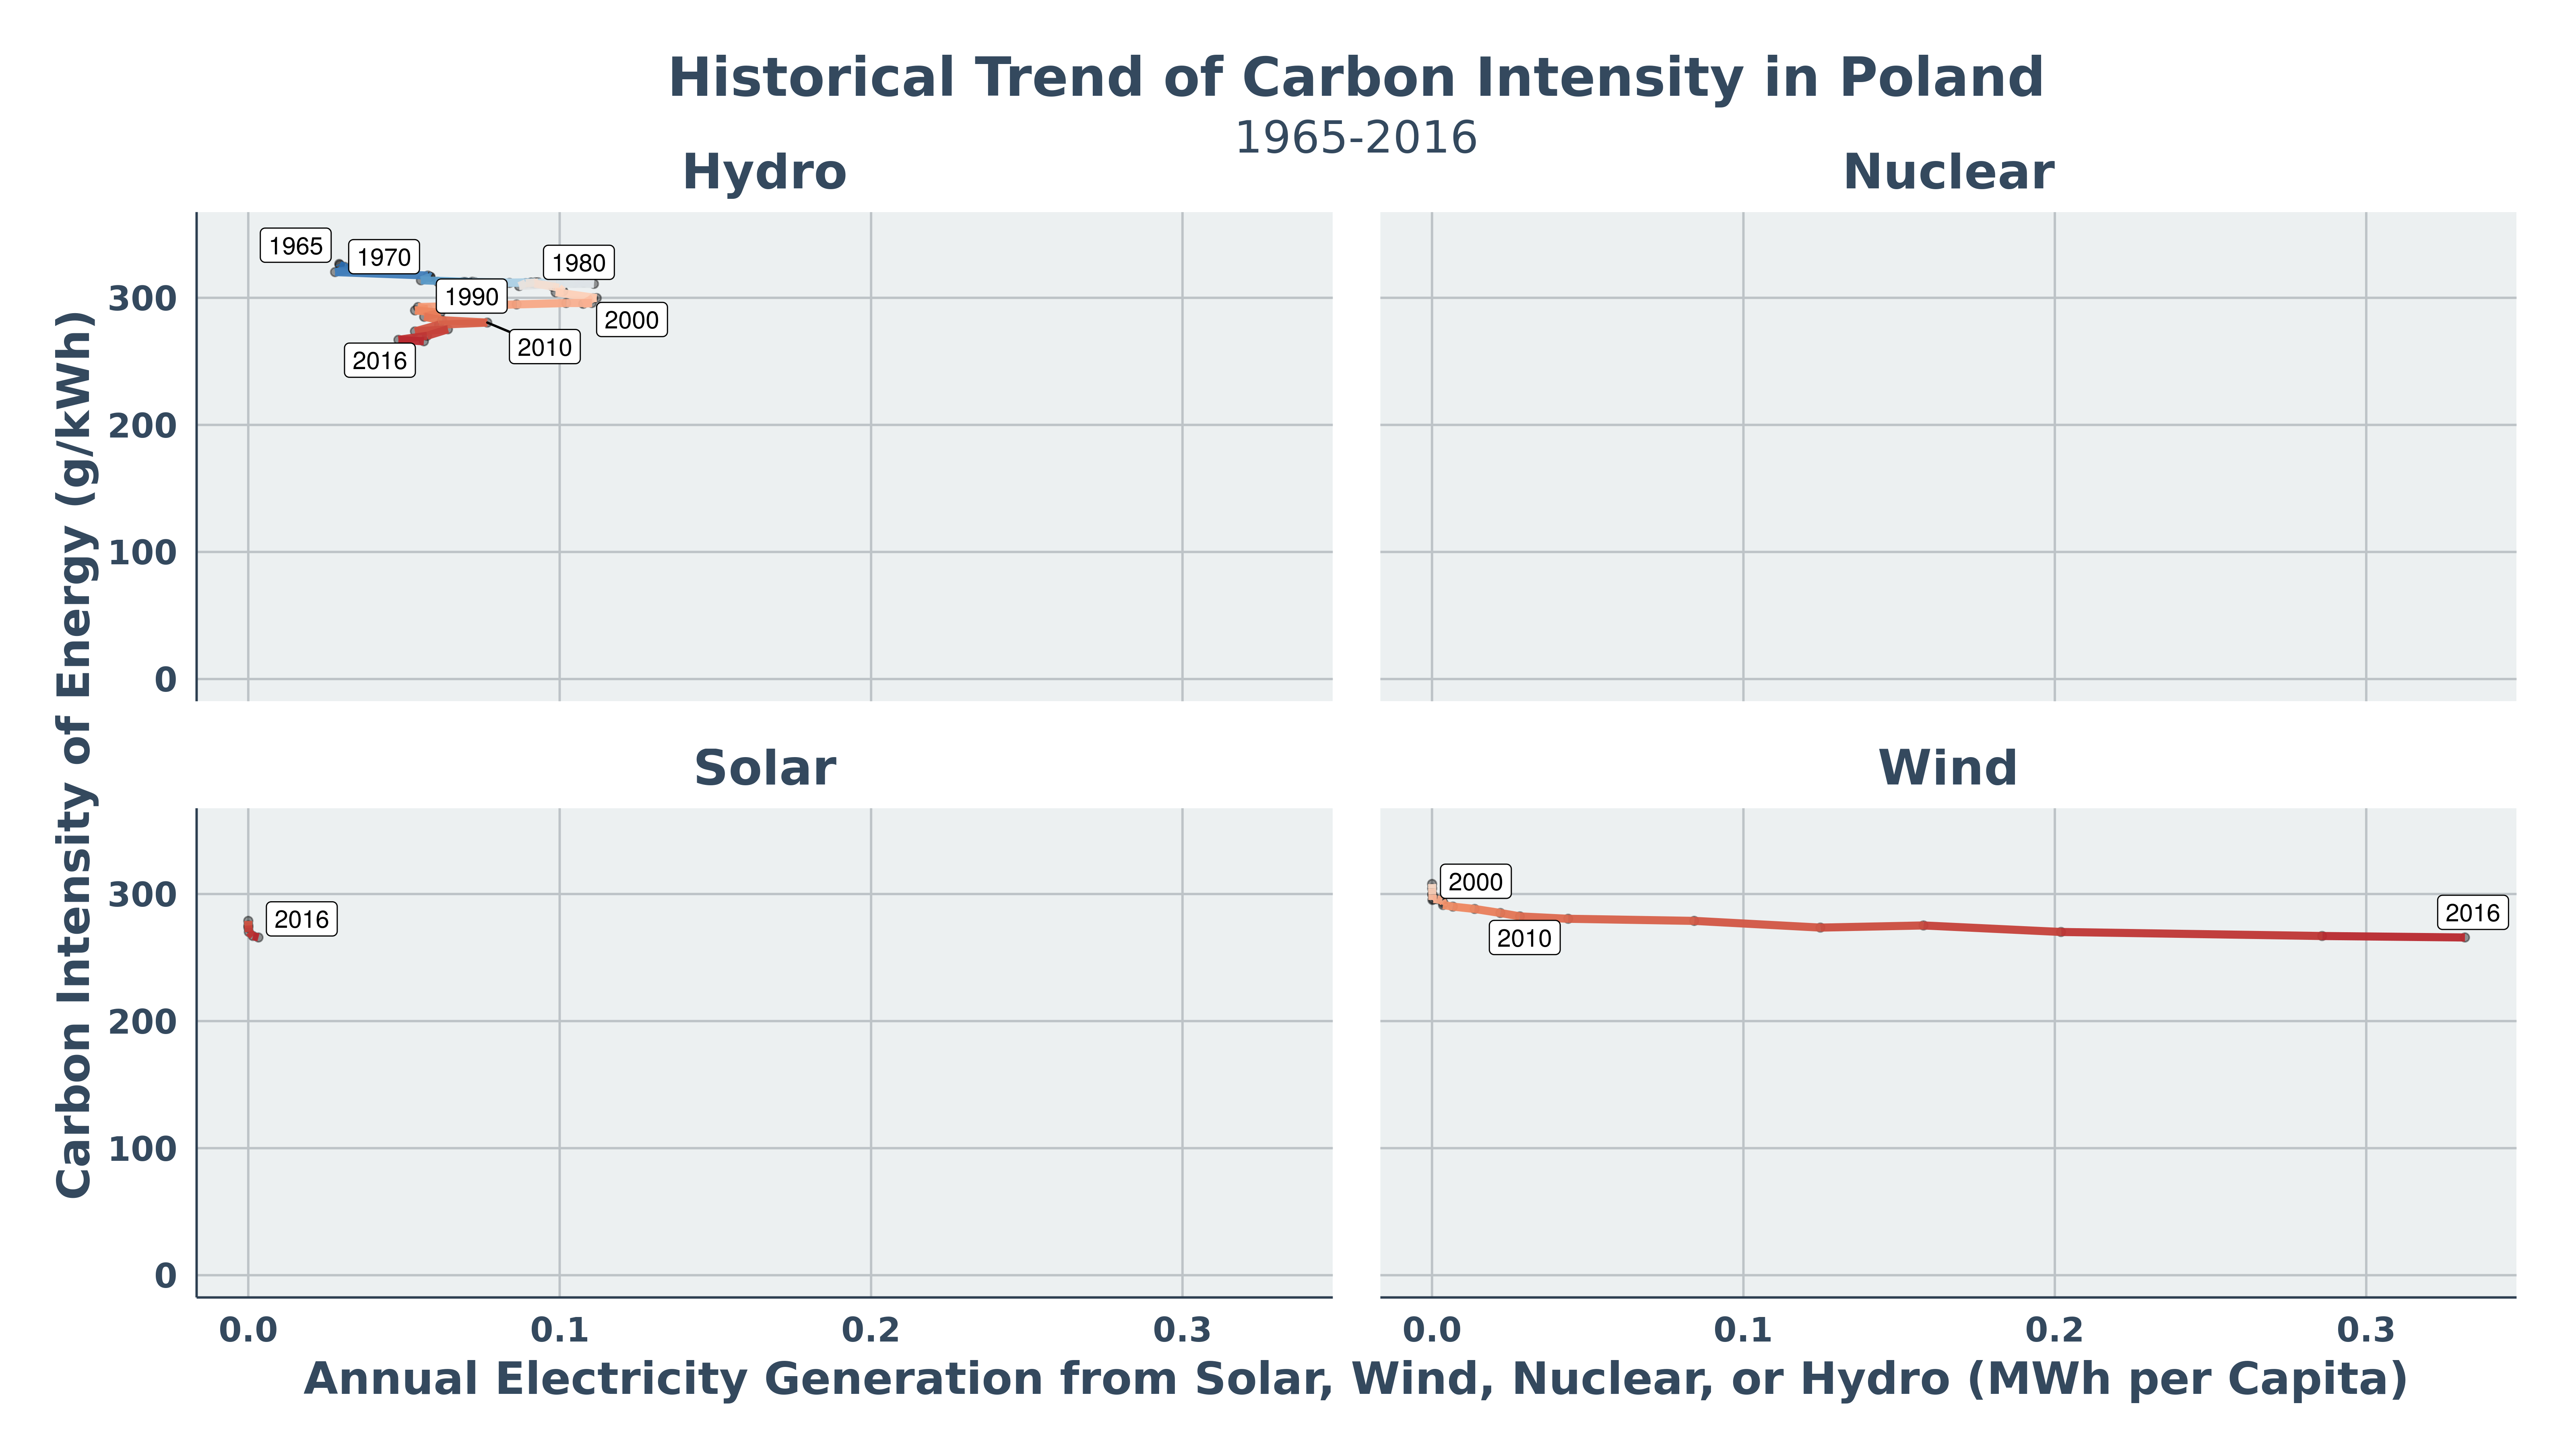 Historical Trend of Carbon Intensity in Poland
1965-2016
Hydro
Nuclear
1965
1970
1980
1990
2000
2010
2016
300
200
100
0
Carbon Intensity of Energy (g/kWh)
Solar
Wind
2016
2000
2010
2016
300
200
100
0
0.0 0.1 0.2 0.3 0.0 0.1 0.2 0.3
Annual Electricity Generation from Solar, Wind, Nuclear, or Hydro (MWh per Capita)